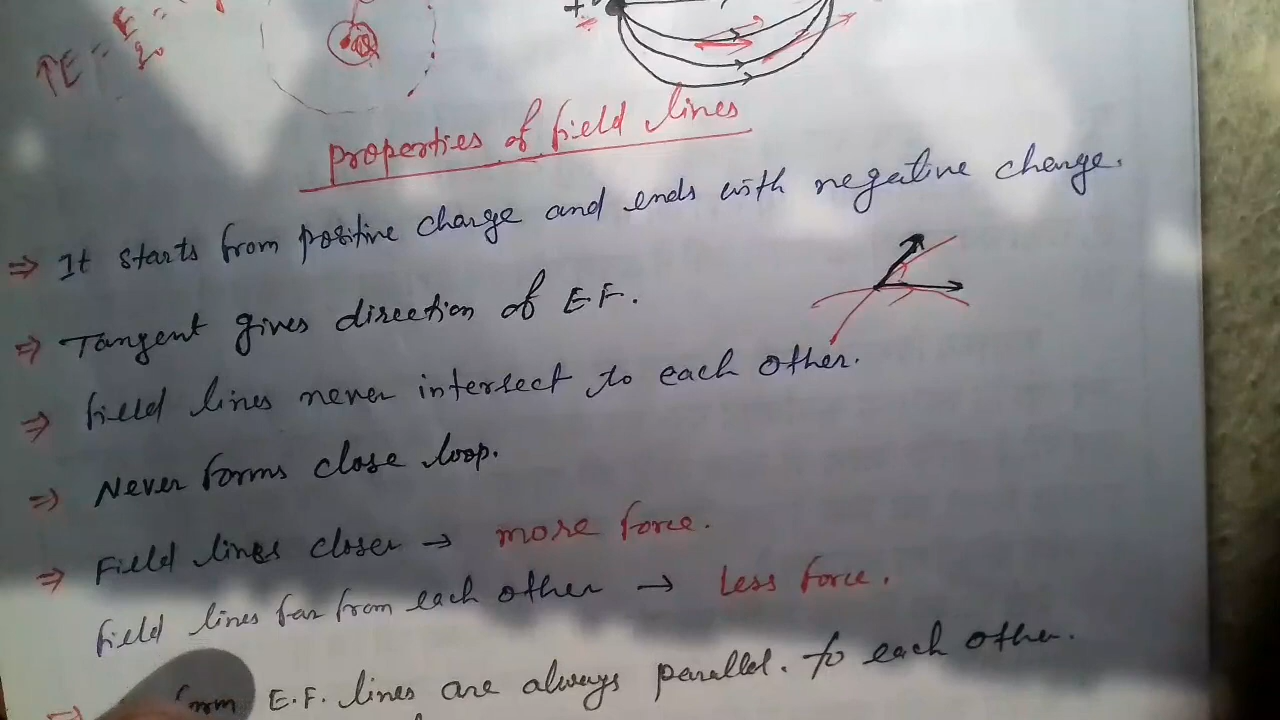 ↑E = E
q₀
+
Properties of field lines
⇒ It starts from positive charge and ends with negative charge.
⇒ Tangent gives direction of E.F.
⇒ field lines never intersect to each other.
⇒ Never forms close loop.
⇒ Field lines closer → more force.
field lines far from each other → Less force.
⇒ E.F. lines are always parallel. to each other.